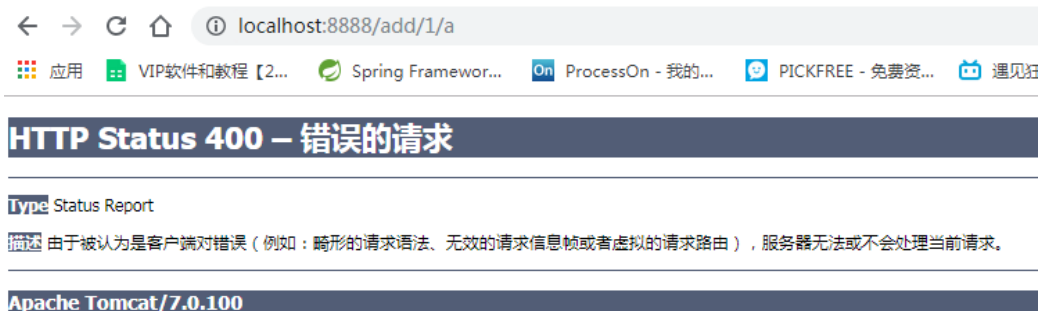 localhost:8888/add/1/a
应用 VIP软件和教程【2... Spring Framewor... On ProcessOn - 我的... PICKFREE - 免费资... 遇见狂
HTTP Status 400 – 错误的请求
Type Status Report
描述 由于被认为是客户端对错误（例如：畸形的请求语法、无效的请求信息帧或者虚拟的请求路由），服务器无法或不会处理当前请求。
Apache Tomcat/7.0.100